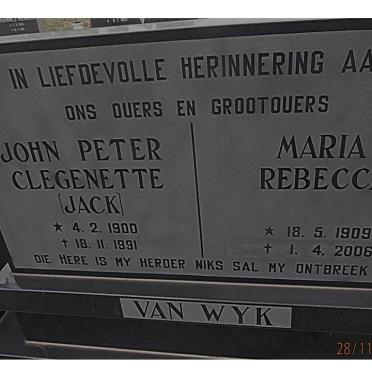 IN LIEFDEVOLLE HERINNERING AA
ONS OUERS EN GROOTOUERS
JOHN PETER
CLEGENETTE
[JACK]
★ 4. 2. 1900
† 18. 11. 1991
MARIA
REBECCA
★ 18. 5. 1909
† 1. 4. 2006
DIE HERE IS MY HERDER NIKS SAL MY ONTBREEK
VAN WYK
28/11